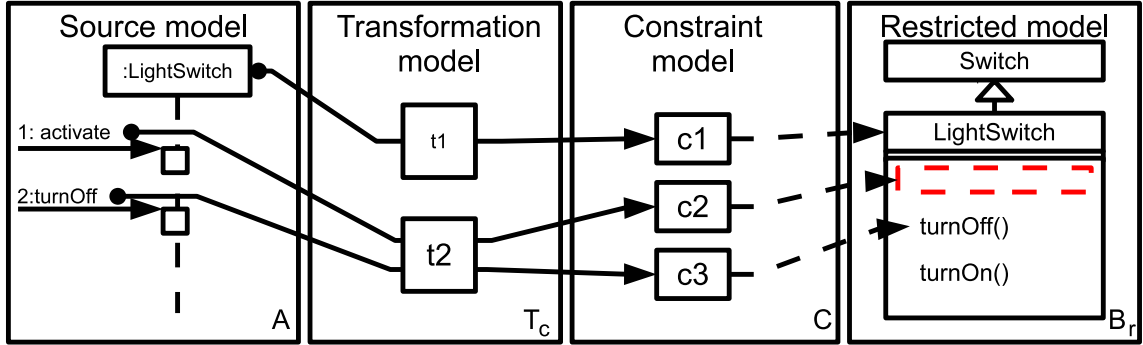 Source model
:LightSwitch
1: activate
2:turnOff
A
Transformation
model
t1
t2
Tc
Constraint
model
c1
c2
c3
C
Restricted model
Switch
LightSwitch
turnOff()
turnOn()
Br